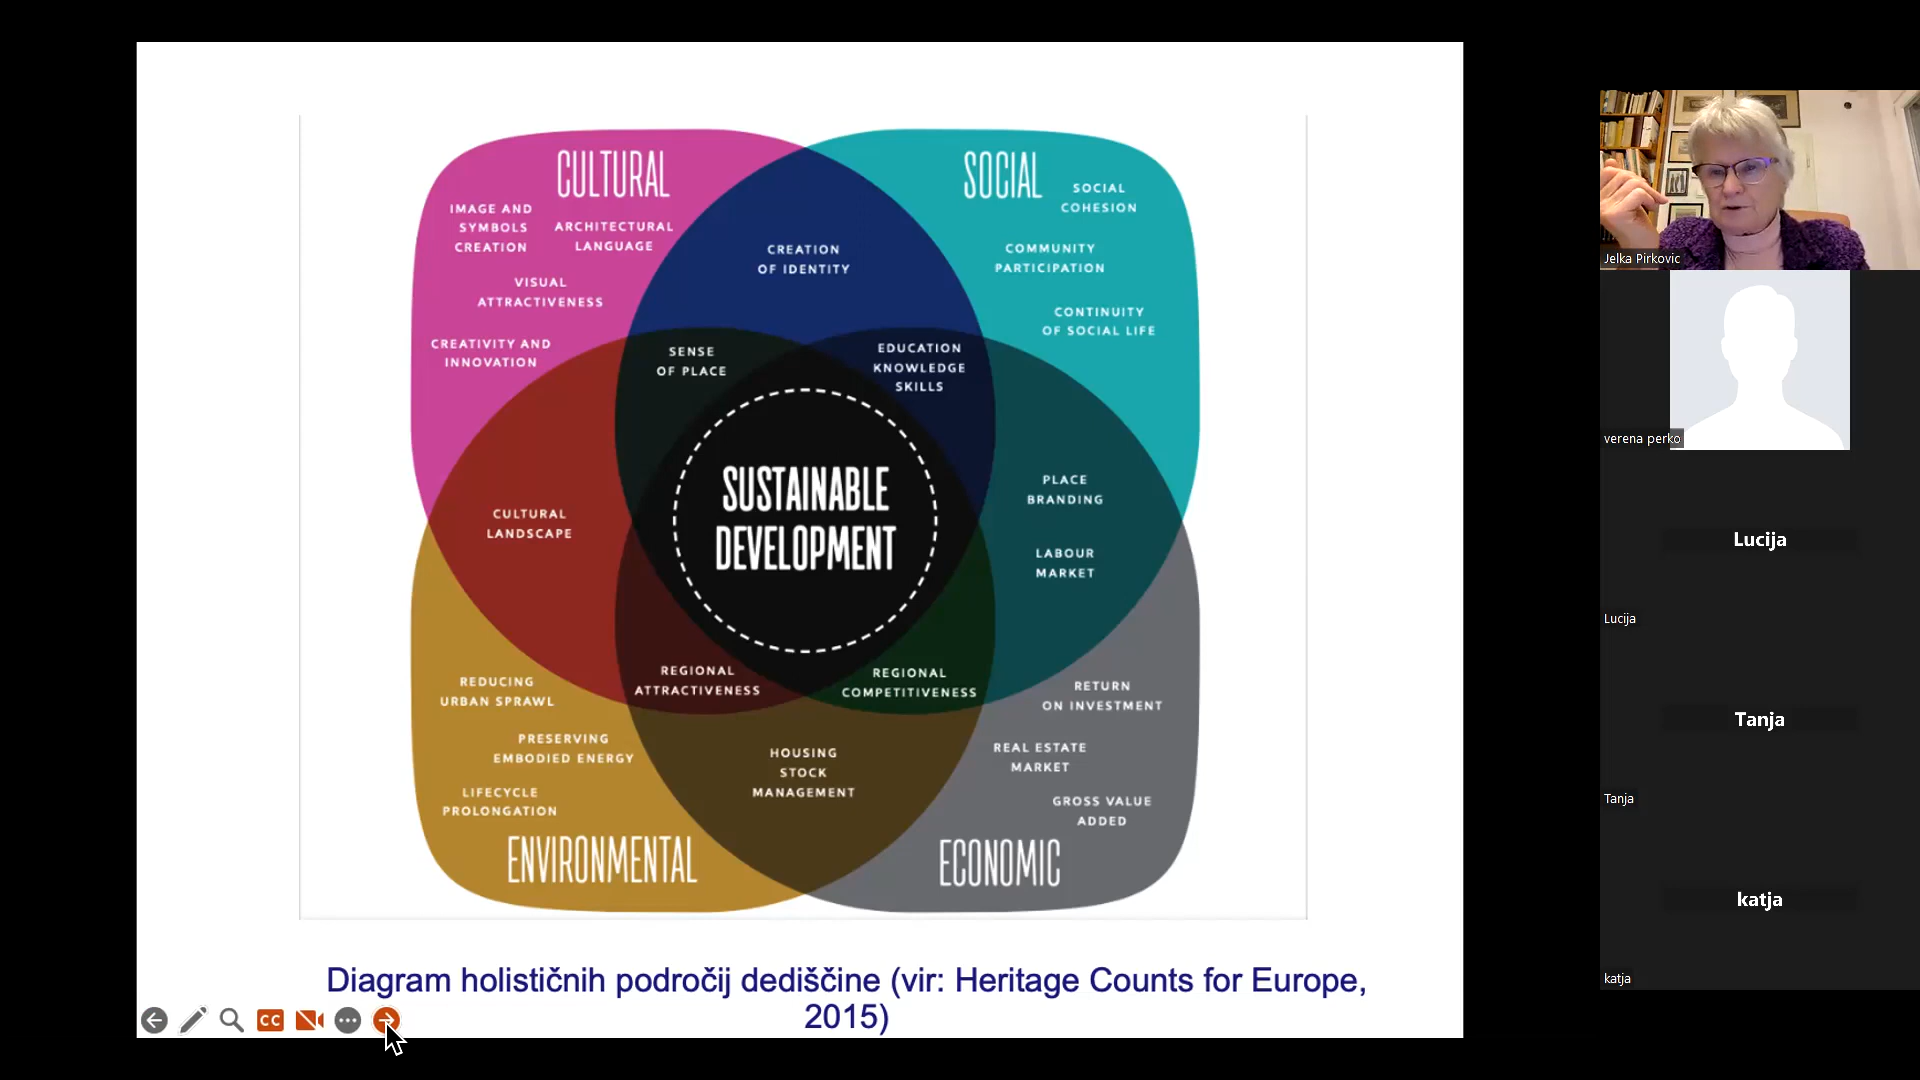 CULTURAL
IMAGE AND
SYMBOLS
CREATION
ARCHITECTURAL
LANGUAGE
VISUAL
ATTRACTIVENESS
CREATIVITY AND
INNOVATION
CREATION
OF IDENTITY
SOCIAL
SOCIAL
COHESION
COMMUNITY
PARTICIPATION
CONTINUITY
OF SOCIAL LIFE
SENSE
OF PLACE
EDUCATION
KNOWLEDGE
SKILLS
SUSTAINABLE
DEVELOPMENT
CULTURAL
LANDSCAPE
PLACE
BRANDING
LABOUR
MARKET
REGIONAL
ATTRACTIVENESS
REGIONAL
COMPETITIVENESS
REDUCING
URBAN SPRAWL
PRESERVING
EMBODIED ENERGY
LIFECYCLE
PROLONGATION
ENVIRONMENTAL
HOUSING
STOCK
MANAGEMENT
RETURN
ON INVESTMENT
REAL ESTATE
MARKET
GROSS VALUE
ADDED
ECONOMIC
Diagram holističnih področij dediščine (vir: Heritage Counts for Europe,
2015)
CC
Jelka Pirkovic
verena perko
Lucija
Lucija
Tanja
Tanja
katja
katja